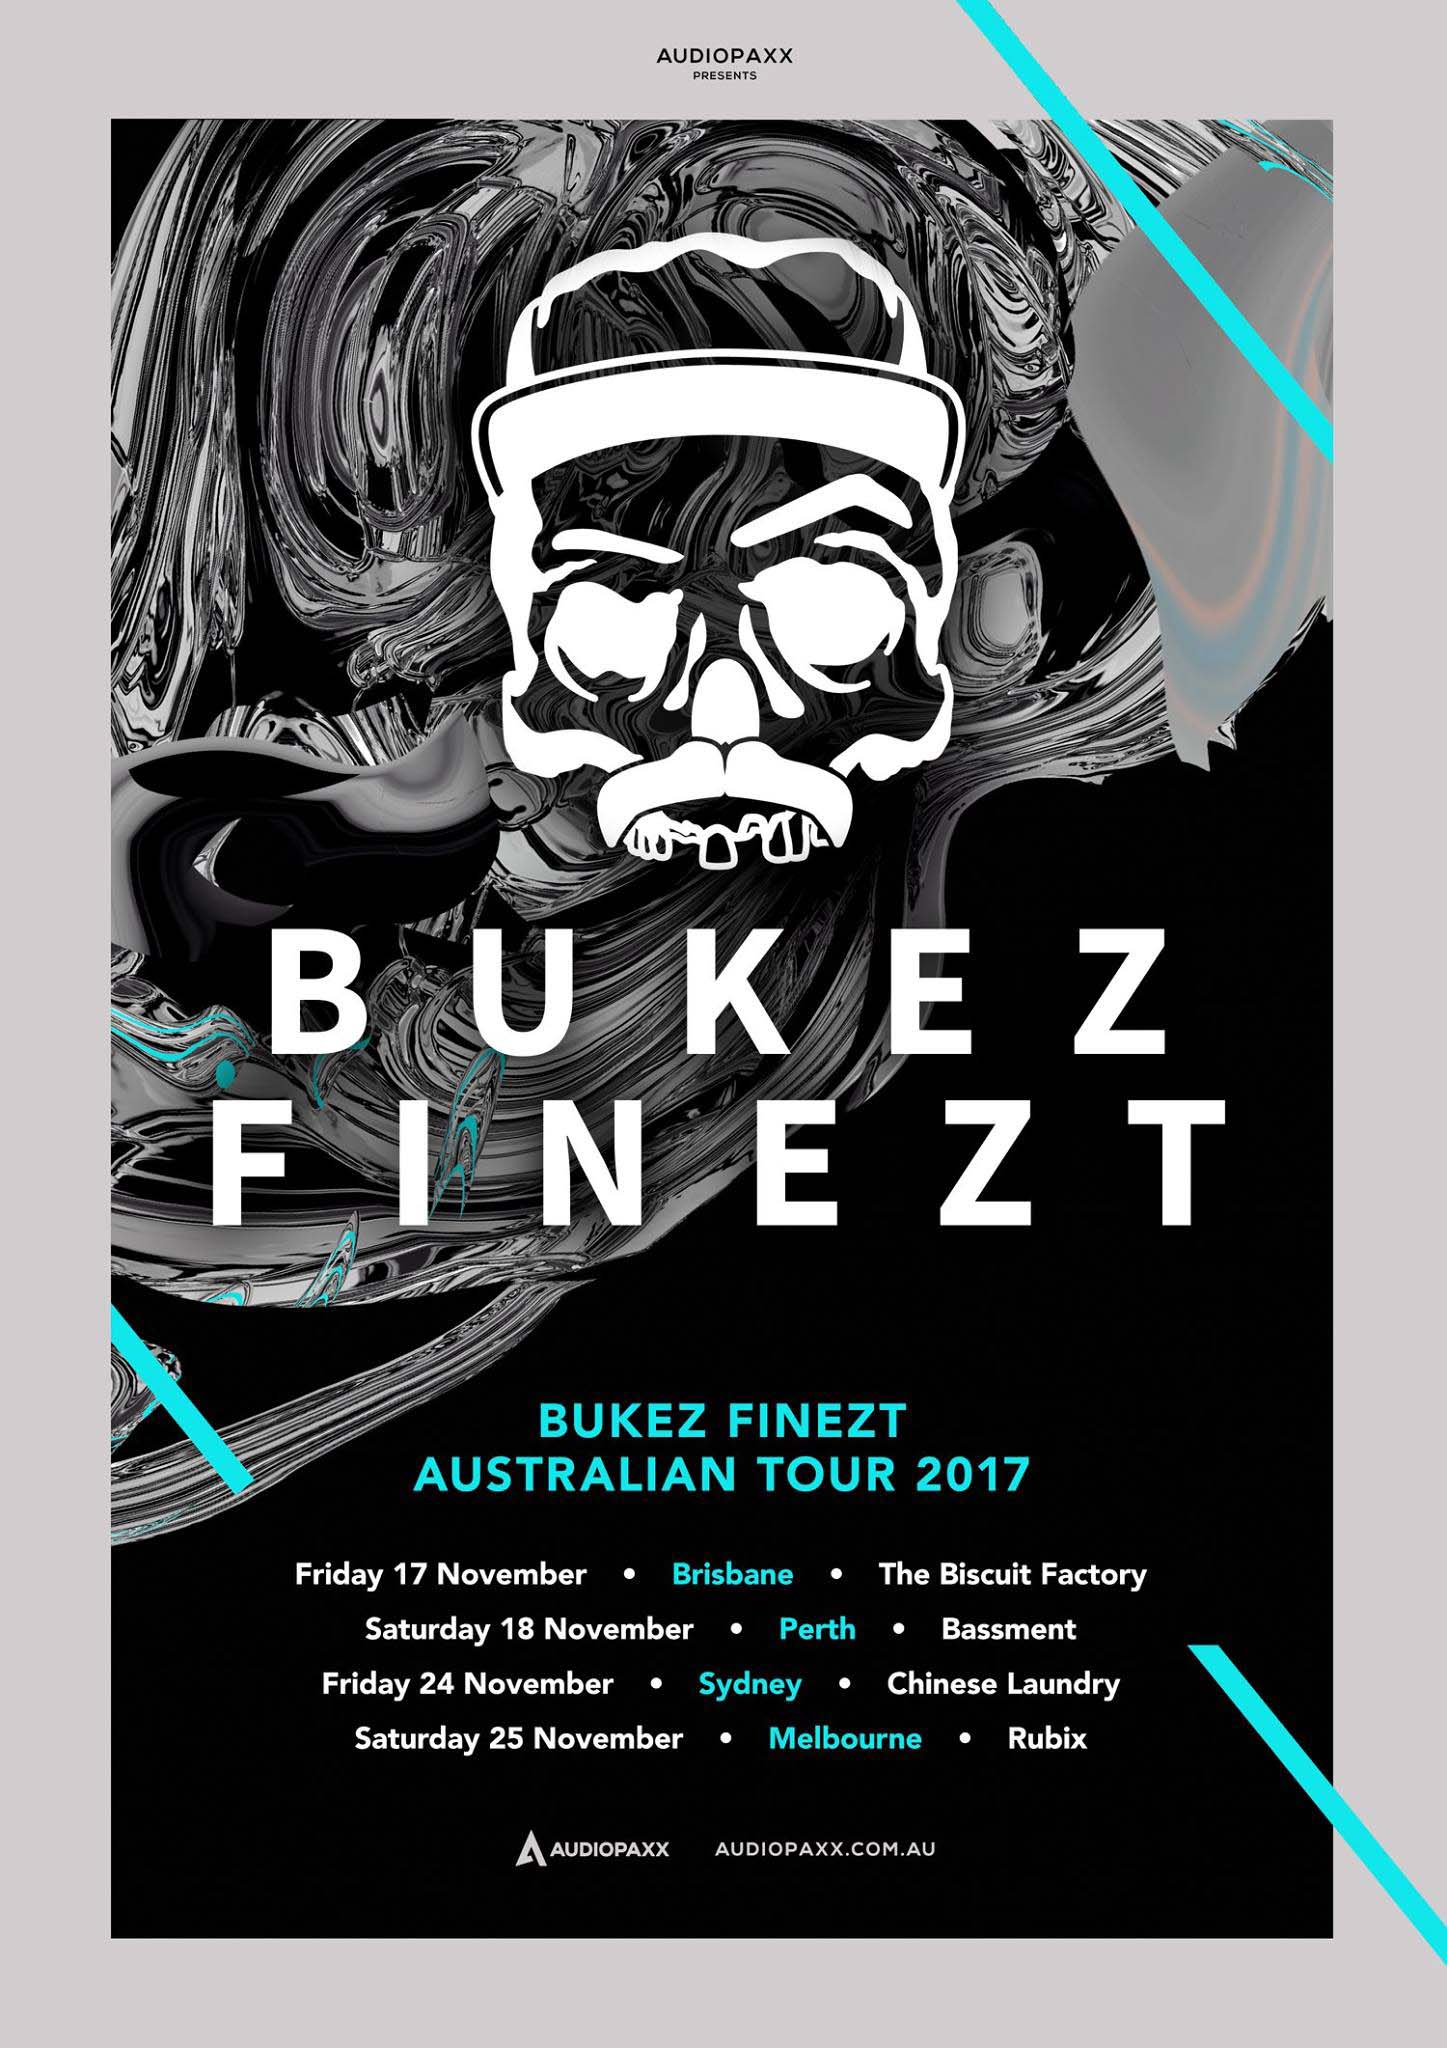 AUDIOPAXX
PRESENTS
BUKEZ
FINEZT
BUKEZ FINEZT
AUSTRALIAN TOUR 2017
Friday 17 November • Brisbane • The Biscuit Factory
Saturday 18 November • Perth • Bassment
Friday 24 November • Sydney • Chinese Laundry
Saturday 25 November • Melbourne • Rubix
AUDIOPAXX AUDIOPAXX.COM.AU